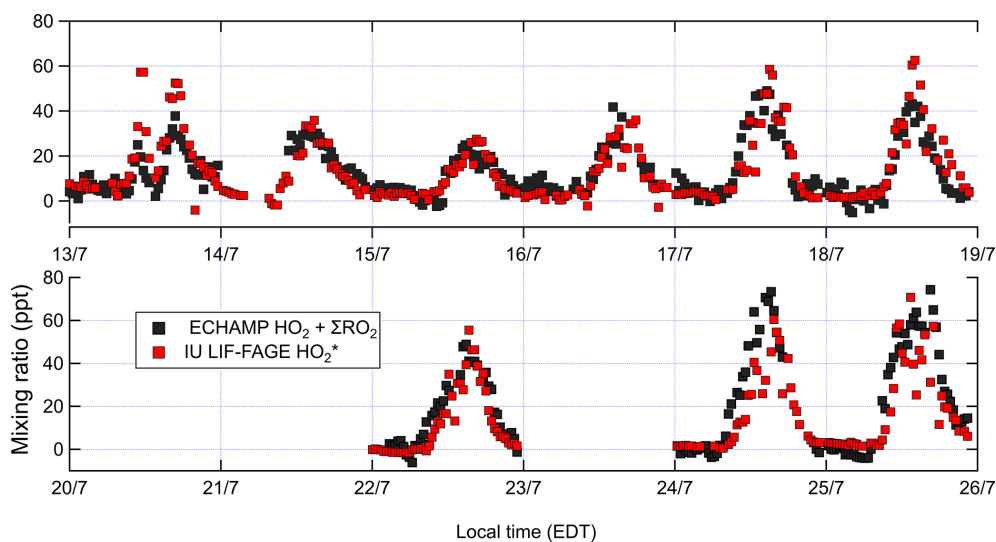 80
60
40
20
0
13/7 14/7 15/7 16/7 17/7 18/7 19/7
Mixing ratio (ppt)
80
60
40
20
0
ECHAMP HO₂ + ΣRO₂
IU LIF-FAGE HO₂*
20/7 21/7 22/7 23/7 24/7 25/7 26/7
Local time (EDT)